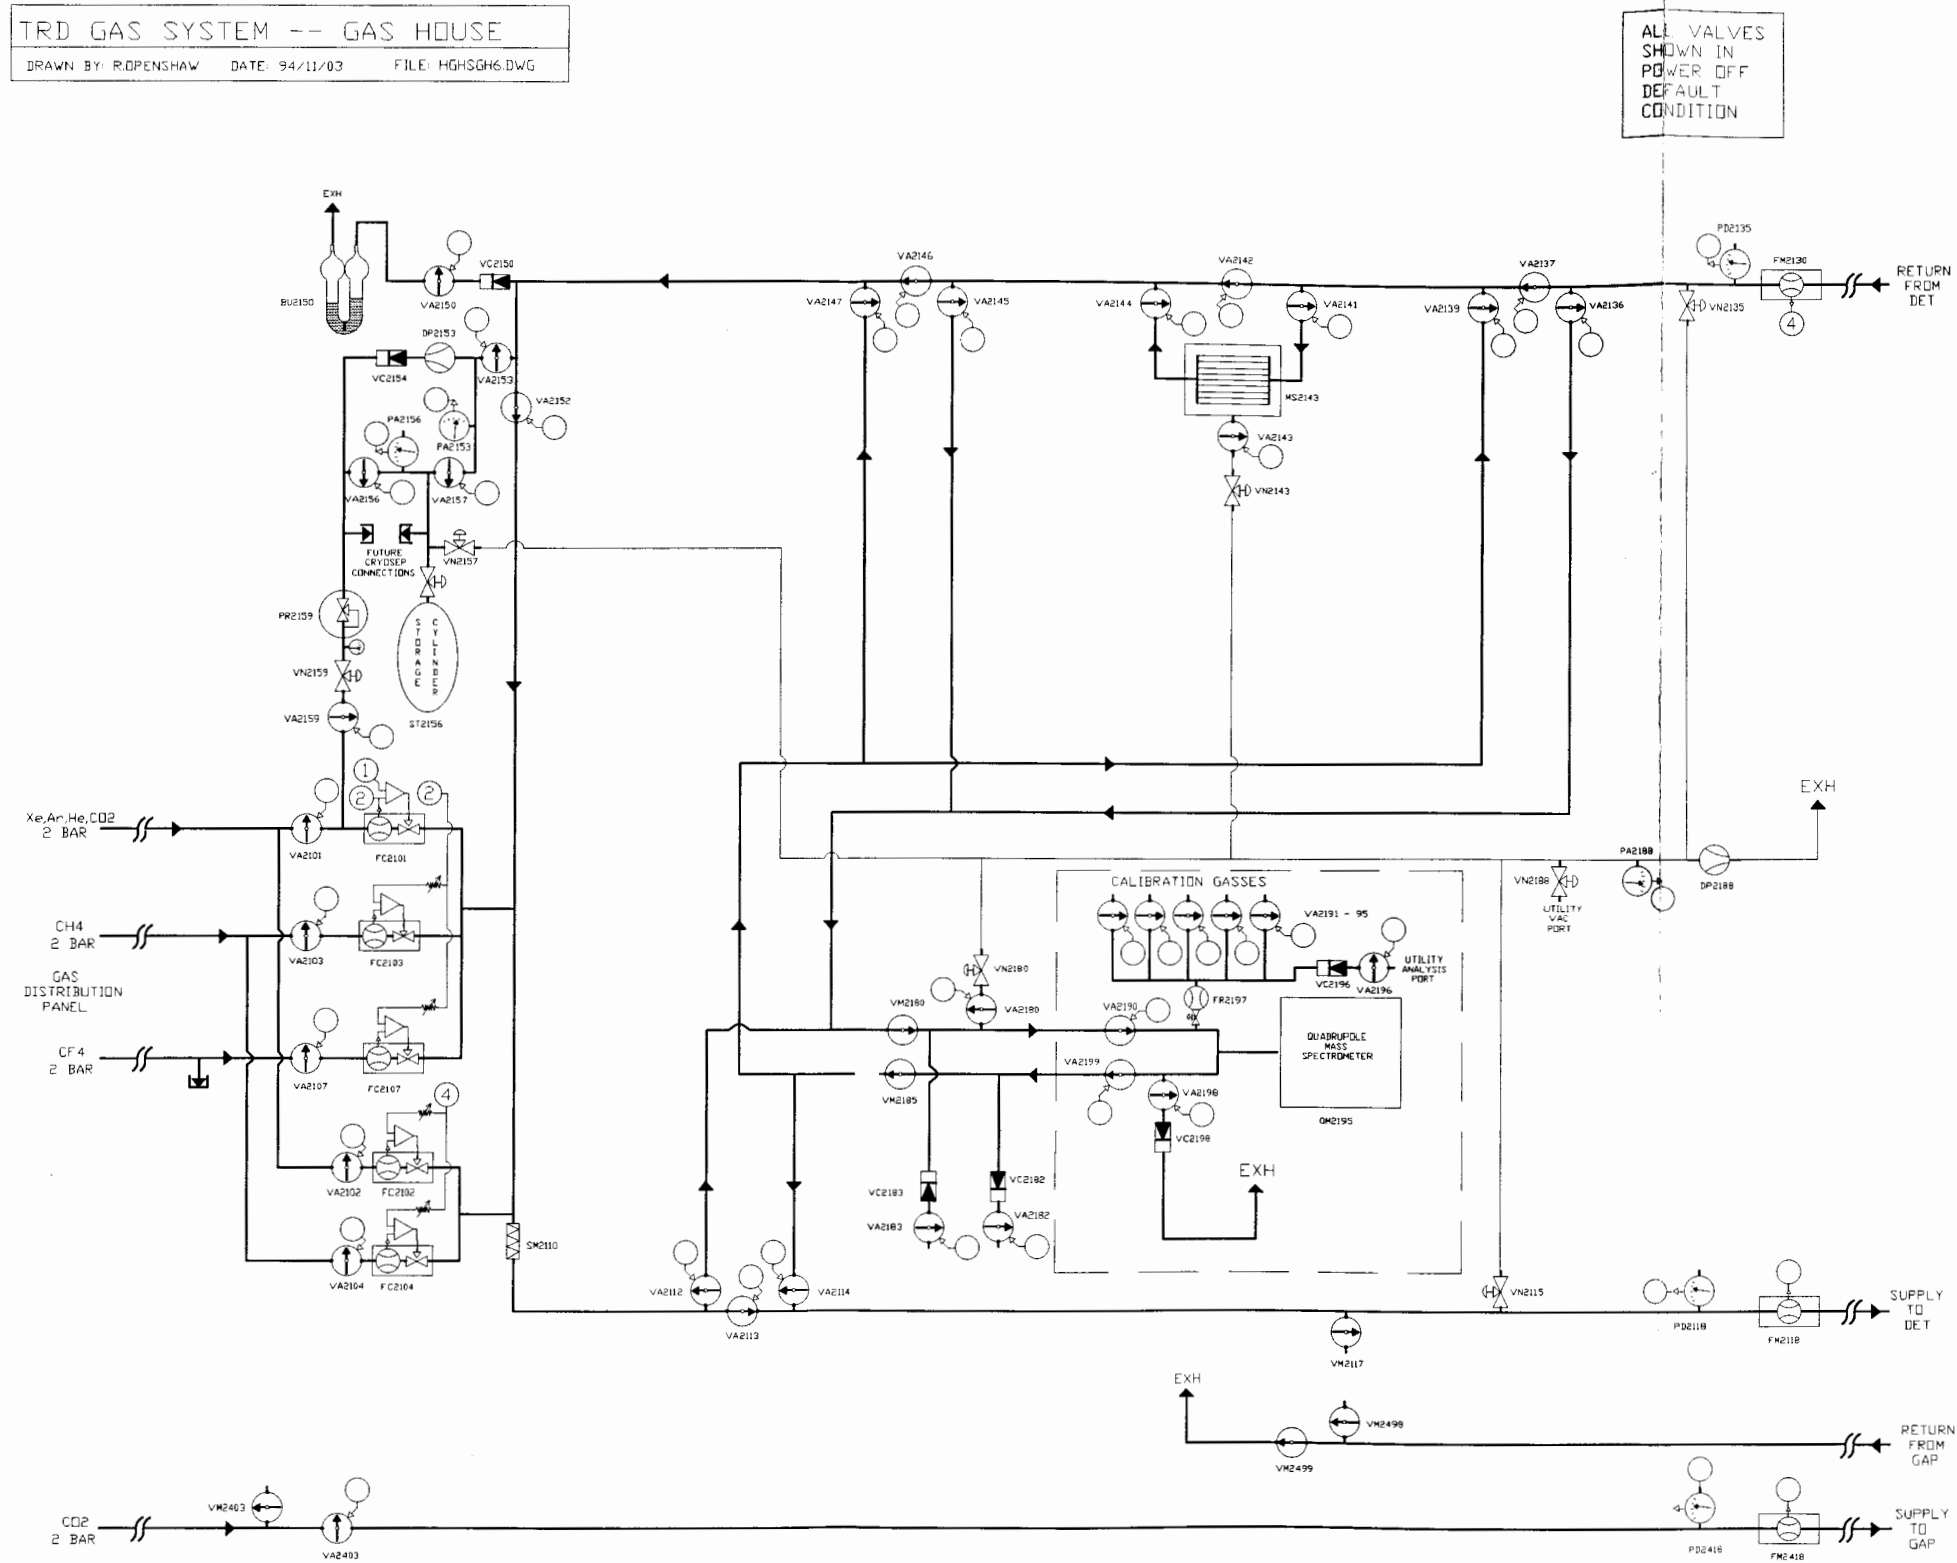 TRD GAS SYSTEM -- GAS HOUSE
DRAWN BY: R.OPENSHAW DATE: 94/11/03 FILE: HGHSGH6.DWG
ALL VALVES
SHOWN IN
POWER OFF
DEFAULT
CONDITION
EXH
BU2150
VA2150
VC2150
VA2147
VA2146
VA2145
VA2144
VA2142
VA2141
VA2139
VA2137
VA2136
PD2135
VN2135
FM2130
4
RETURN
FROM
DET
DP2153
VC2154
VA2153
VA2152
PA2156
PA2153
VA2156
VA2157
MS2143
VA2143
VN2143
FUTURE
CRYOSEP
CONNECTIONS
VN2157
PR2159
STORAGE
CYLINDER
ST2156
VN2159
VA2159
1
2
2
Xe,Ar,He,CO2
2 BAR
VA2101
FC2101
CH4
2 BAR
VA2103
FC2103
GAS
DISTRIBUTION
PANEL
CF4
2 BAR
VA2107
FC2107
4
VA2102
FC2102
VA2104
FC2104
SM2110
EXH
PA2188
DP2188
VN2188
UTILITY
VAC
PORT
CALIBRATION GASSES
VA2191 - 95
VC2196
VA2196
UTILITY
ANALYSIS
PORT
FR2197
VN2180
VA2180
VM2180
VA2190
QUADRUPOLE
MASS
SPECTROMETER
QM2195
VM2185
VA2199
VA2198
VC2198
EXH
VC2183
VA2183
VC2182
VA2182
VA2112
VA2113
VA2114
VM2117
VN2115
PD2118
FM2118
SUPPLY
TO
DET
EXH
VM2499
VM2498
RETURN
FROM
GAP
CO2
2 BAR
VM2403
VA2403
PD2418
FM2418
SUPPLY
TO
GAP